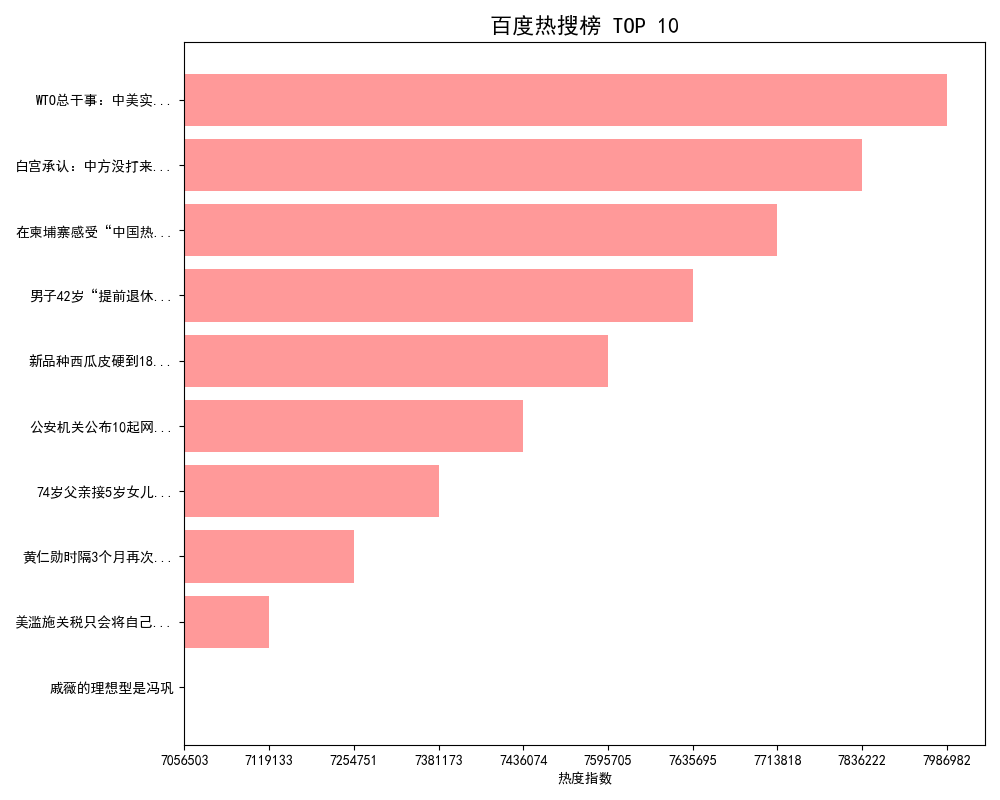 百度热搜榜 TOP 10
WTO总干事：中美实...
白宫承认：中方没打来...
在柬埔寨感受“中国热...
男子42岁“提前退休...
新品种西瓜皮硬到18...
公安机关公布10起网...
74岁父亲接5岁女儿...
黄仁勋时隔3个月再次...
美滥施关税只会将自己...
戚薇的理想型是冯巩
7056503 7119133 7254751 7381173 7436074 7595705 7635695 7713818 7836222 7986982
热度指数